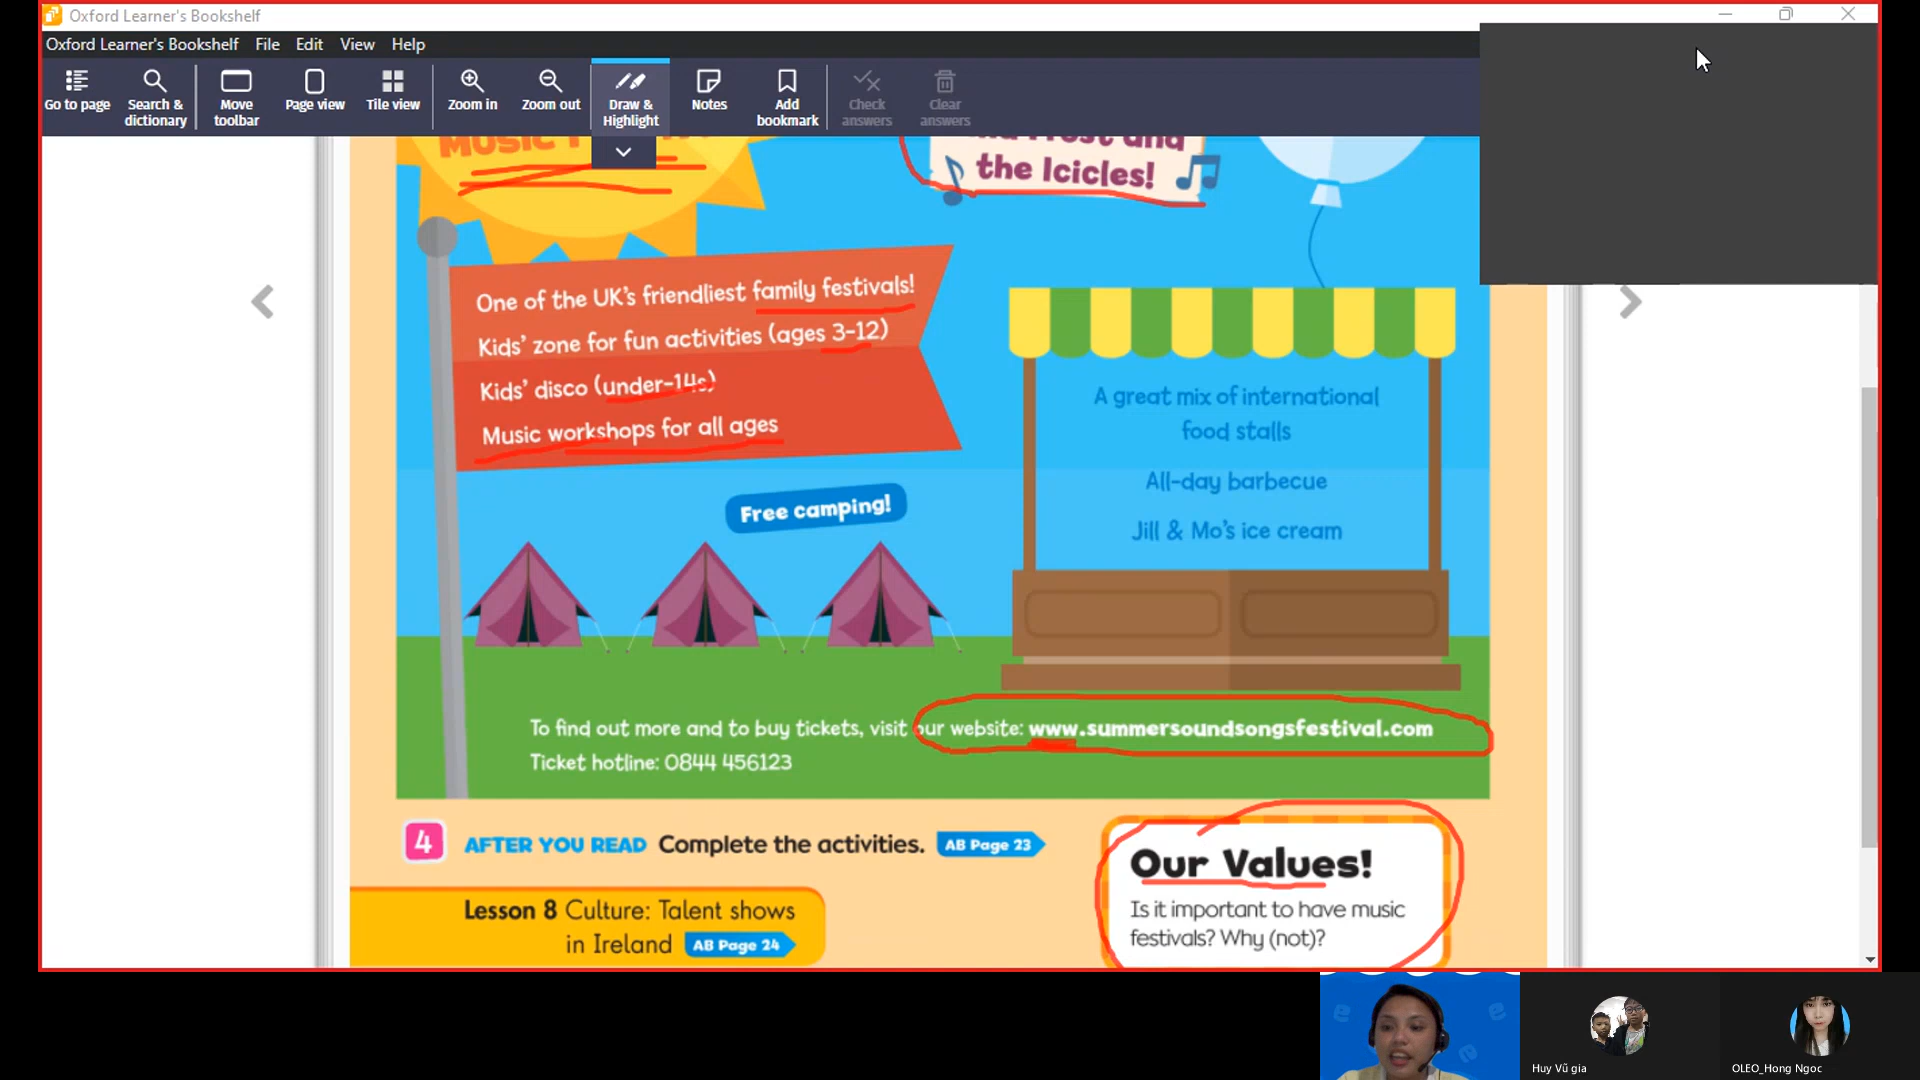 Oxford Learner's Bookshelf
Oxford Learner's Bookshelf File Edit View Help
Go to page
Search & dictionary
Move toolbar
Page view
Tile view
Zoom in
Zoom out
Draw & Highlight
Notes
Add bookmark
Check answers
Clear answers
MUSIC
the Icicles!
One of the UK's friendliest family festivals!
Kids' zone for fun activities (ages 3-12)
Kids' disco (under-14s)
Music workshops for all ages
A great mix of international
food stalls
All-day barbecue
Jill & Mo's ice cream
Free camping!
To find out more and to buy tickets, visit our website: www.summersoundsongsfestival.com
Ticket hotline: 0844 456123
4 AFTER YOU READ Complete the activities. AB Page 23
Our Values!
Is it important to have music
festivals? Why (not)?
Lesson 8 Culture: Talent shows
in Ireland AB Page 24
Huy Vũ gia
OLEO_Hong Ngoc